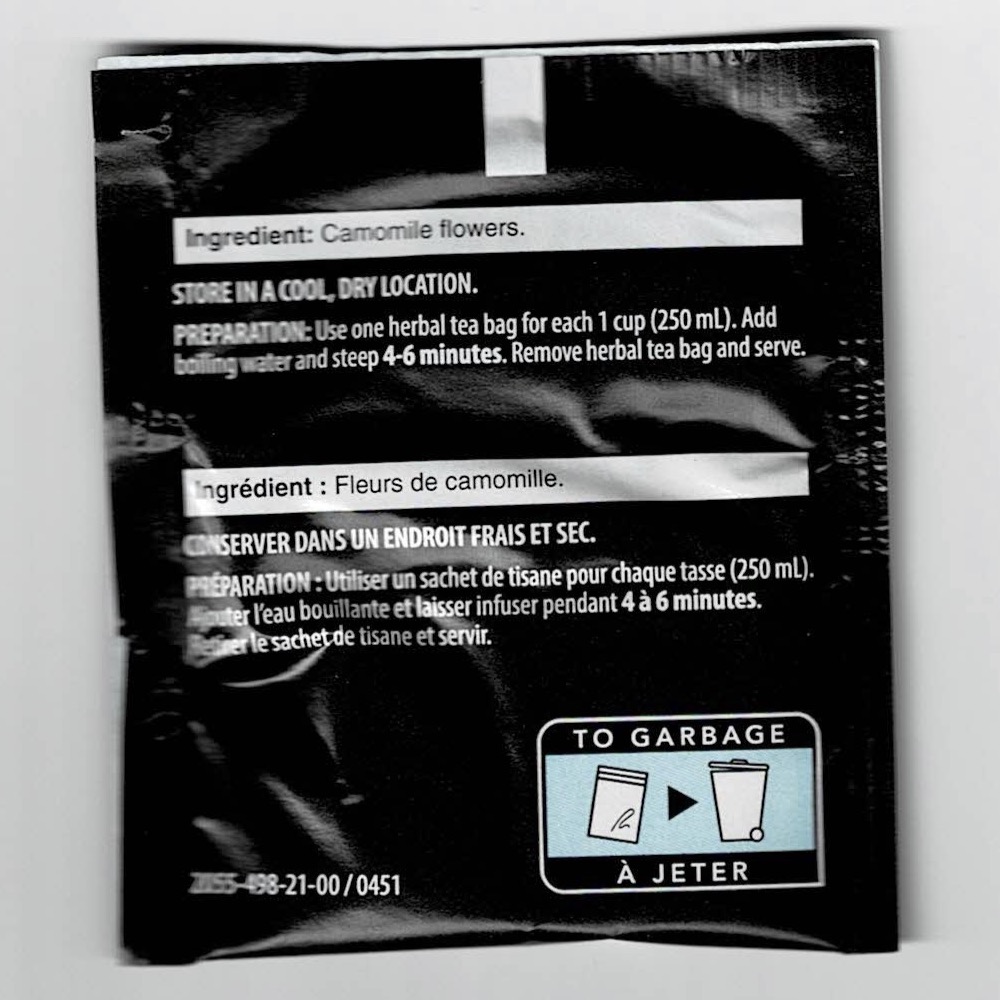 Ingredient: Camomile flowers.
STORE IN A COOL, DRY LOCATION.
PREPARATION: Use one herbal tea bag for each 1 cup (250 mL). Add
boiling water and steep 4-6 minutes. Remove herbal tea bag and serve.
Ingrédient : Fleurs de camomille.
CONSERVER DANS UN ENDROIT FRAIS ET SEC.
PRÉPARATION : Utiliser un sachet de tisane pour chaque tasse (250 mL).
Ajouter l'eau bouillante et laisser infuser pendant 4 à 6 minutes.
Retirer le sachet de tisane et servir.
TO GARBAGE
À JETER
-498-21-00 / 0451